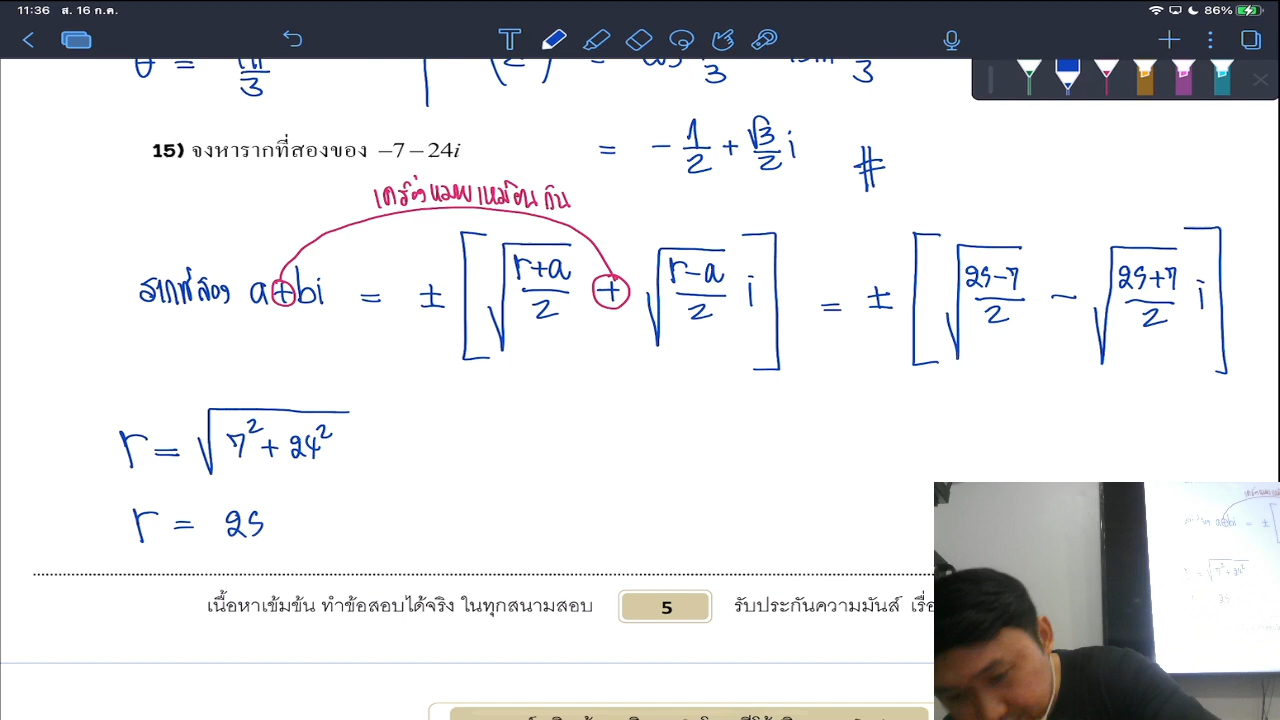 11:36 ส. 16 ก.ค. 86%
θ = π/3
= -1/2 + √3/2 i #
15) จงหารากที่สองของ −7 − 24i
เครื่องหมายเหมือนกัน
รากที่สอง a+bi = ± [ √((r+a)/2) + √((r-a)/2) i ] = ± [ √((25-7)/2) - √((25+7)/2) i ]
r = √(7² + 24²)
r = 25
เนื้อหาเข้มข้น ทำข้อสอบได้จริง ในทุกสนามสอบ 5 รับประกันความมันส์